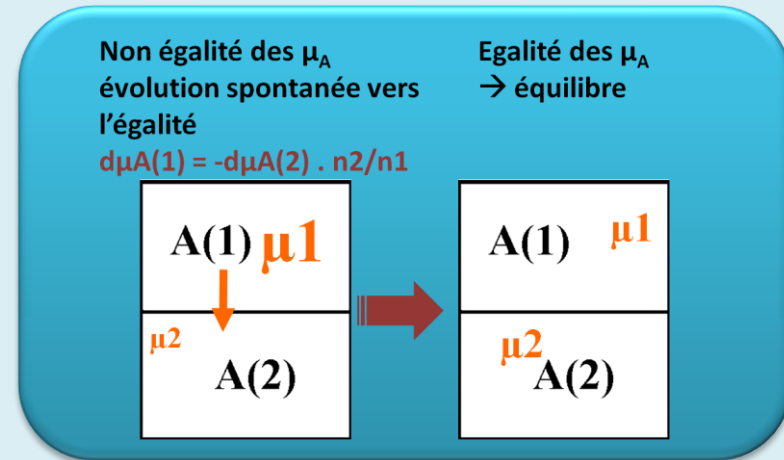 Non égalité des μA
évolution spontanée vers
l'égalité
dμA(1) = -dμA(2) . n2/n1
Egalité des μA
→ équilibre
A(1) μ1
μ2
A(2)
A(1) μ1
μ2
A(2)